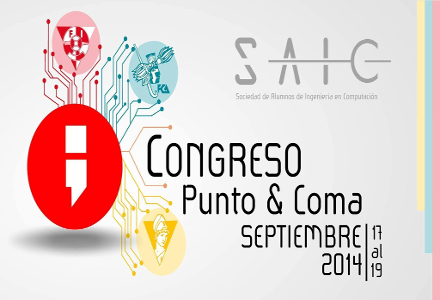 SAIC
Sociedad de Alumnos de Ingeniería en Computación
;
CONGRESO
Punto & Coma
SEPTIEMBRE
2014
17
al
19